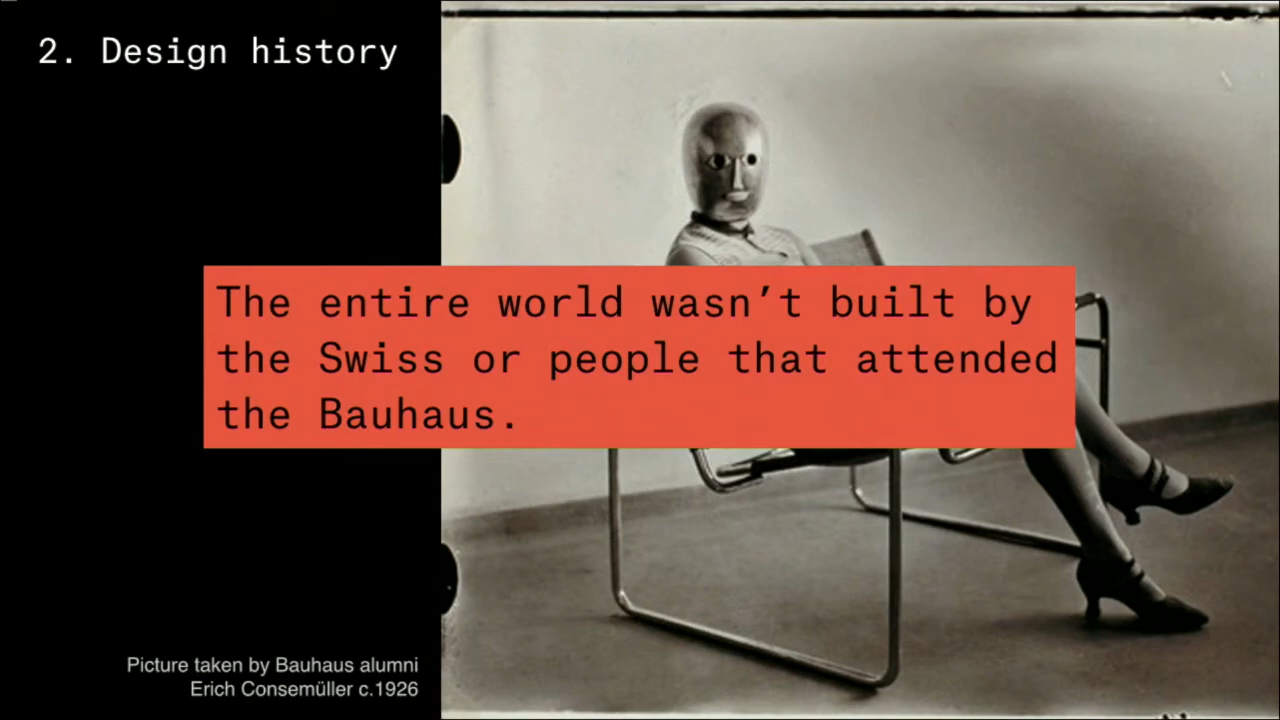 2. Design history
The entire world wasn’t built by
the Swiss or people that attended
the Bauhaus.
Picture taken by Bauhaus alumni
Erich Consemüller c.1926